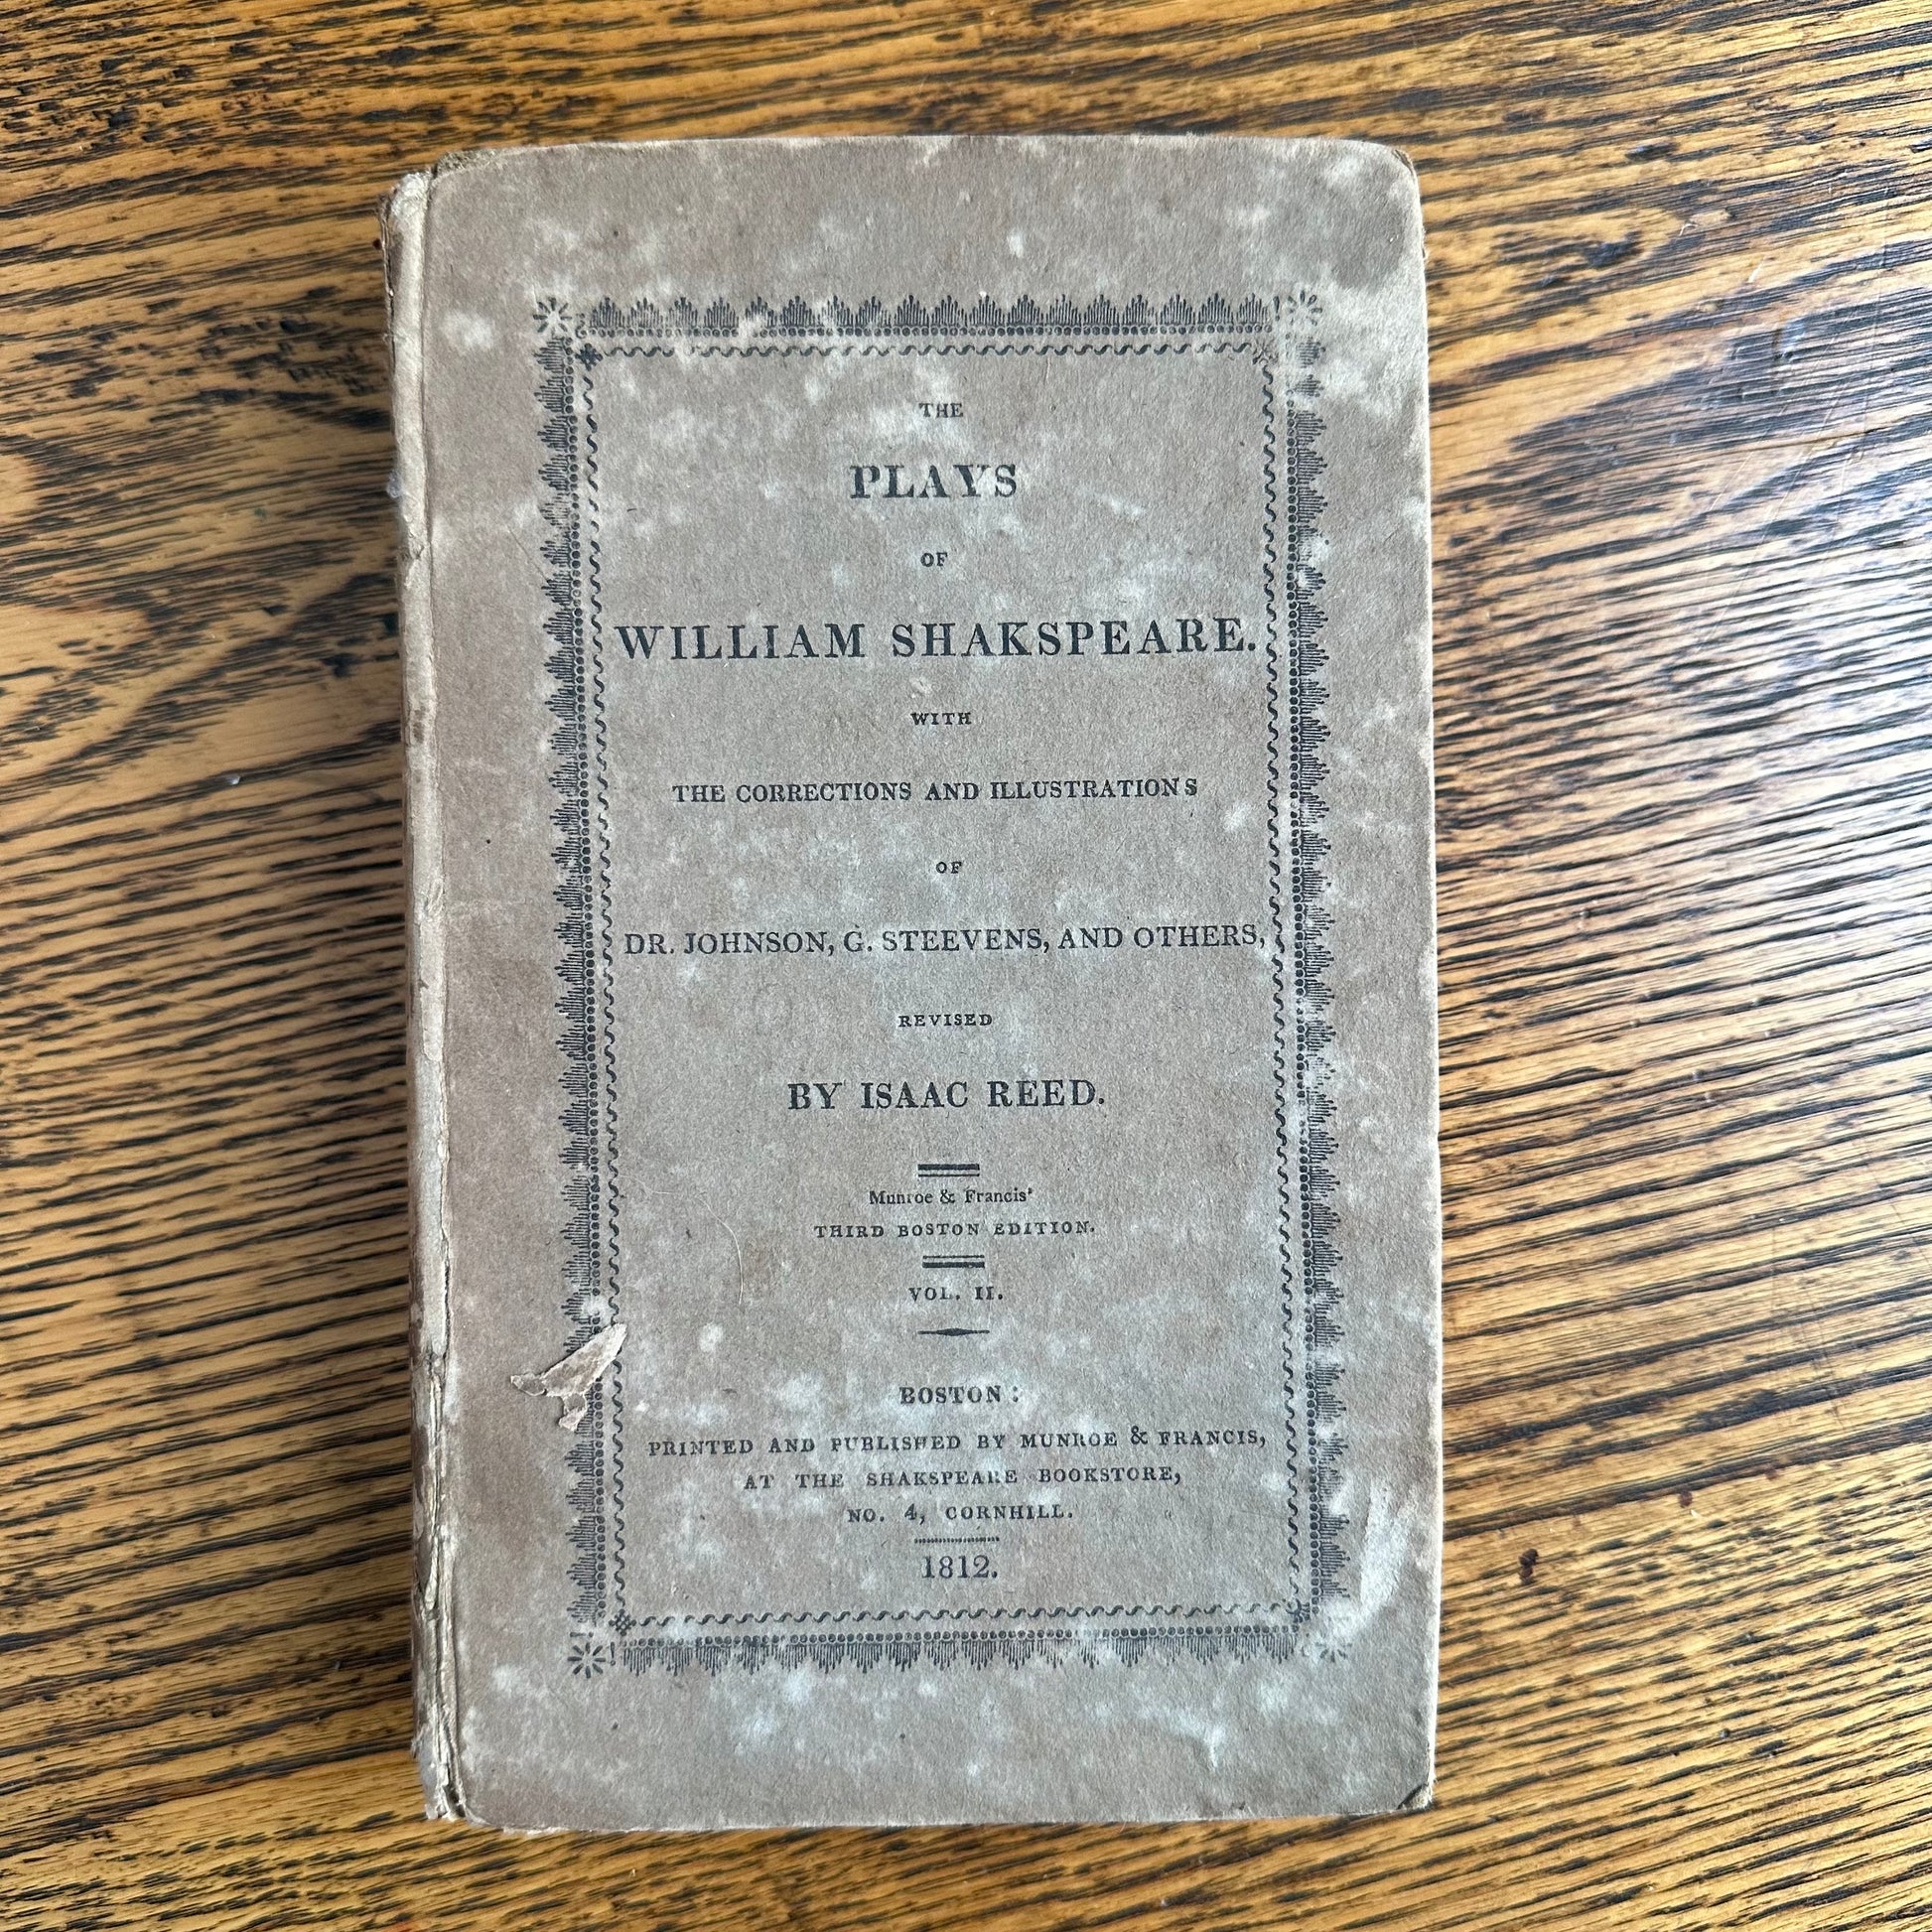 THE
PLAYS
OF
WILLIAM SHAKSPEARE.
WITH
THE CORRECTIONS AND ILLUSTRATIONS
OF
DR. JOHNSON, G. STEEVENS, AND OTHERS,
REVISED
BY ISAAC REED.
Munroe & Francis'
THIRD BOSTON EDITION.
VOL. II.
BOSTON:
PRINTED AND PUBLISHED BY MUNROE & FRANCIS,
AT THE SHAKSPEARE BOOKSTORE,
NO. 4, CORNHILL.
1812.